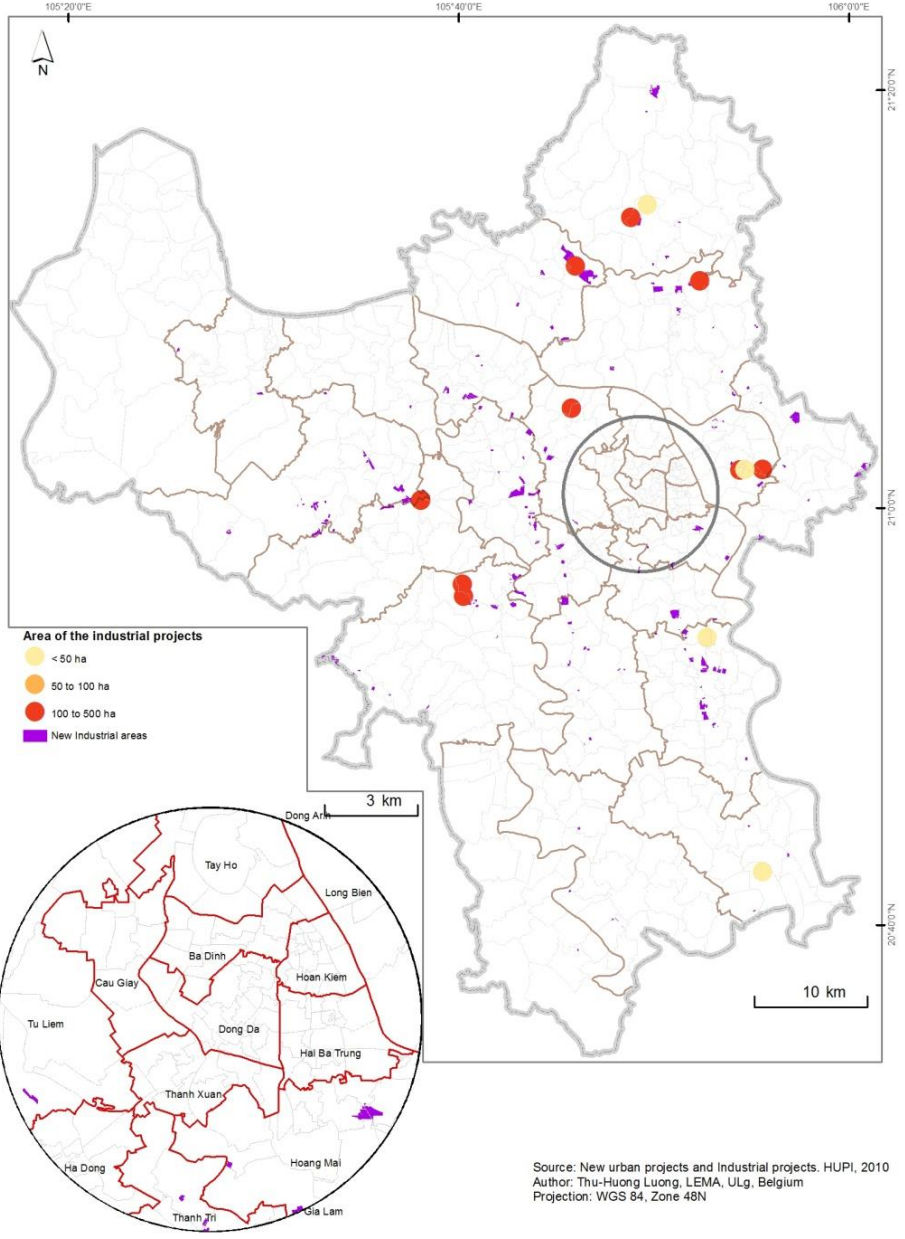 105°20'0"E
105°40'0"E
106°0'0"E
N
21°20'0"N
21°0'0"N
Area of the industrial projects
< 50 ha
50 to 100 ha
100 to 500 ha
New Industrial areas
3 km
Dong Anh
Tay Ho
Long Bien
20°40'0"N
Ba Dinh
Hoan Kiem
Cau Giay
10 km
Tu Liem
Dong Da
Hai Ba Trung
Thanh Xuan
Hoang Mai
Ha Dong
Gia Lam
Thanh Tri
Source: New urban projects and Industrial projects. HUPI, 2010
Author: Thu-Huong Luong, LEMA, ULg, Belgium
Projection: WGS 84, Zone 48N